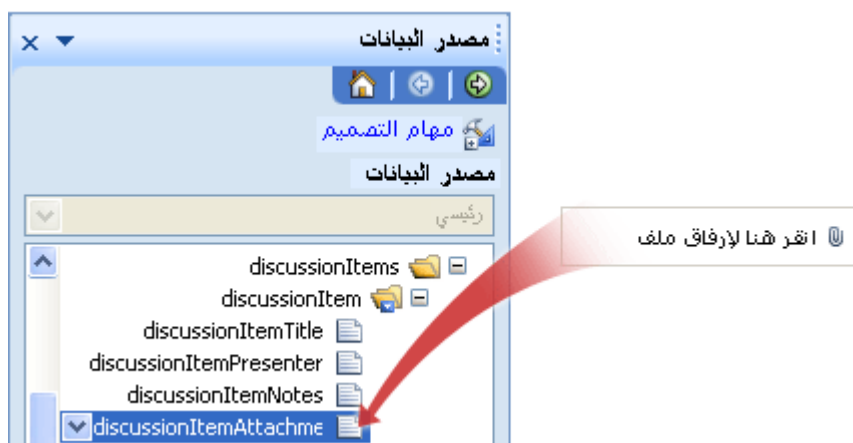 مصدر البيانات
مهام التصميم
مصدر البيانات
رئيسي
انقر هنا لإرفاق ملف
discussionItems
discussionItem
discussionItemTitle
discussionItemPresenter
discussionItemNotes
discussionItemAttachme